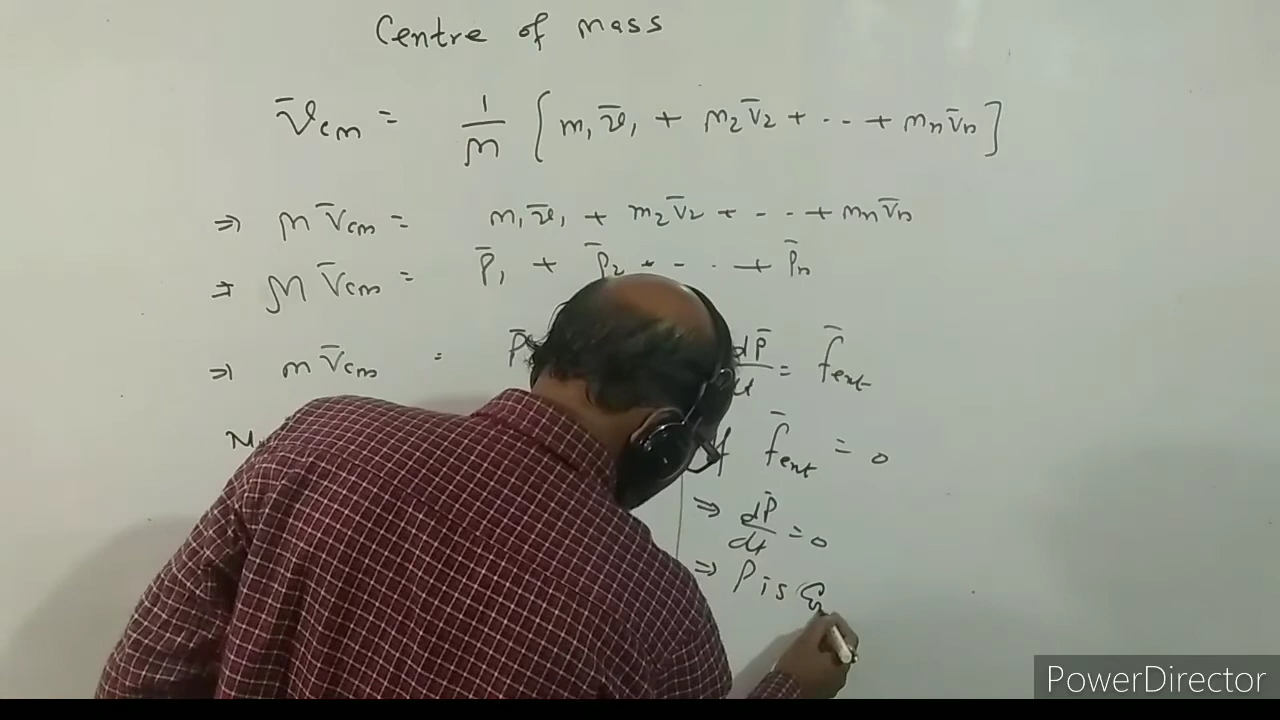 Centre of mass
v̄cm = 1/M [m₁v̄₁ + m₂v̄₂ + ... + mₙv̄ₙ]
⇒ M v̄cm = m₁v̄₁ + m₂v̄₂ + ... + mₙv̄ₙ
⇒ M v̄cm = P̄₁ + P̄₂ + ... + P̄ₙ
⇒ M v̄cm = P̄
dP̄/dt = f̄ext
f̄ext = 0
⇒ dP̄/dt = 0
⇒ P is
PowerDirector